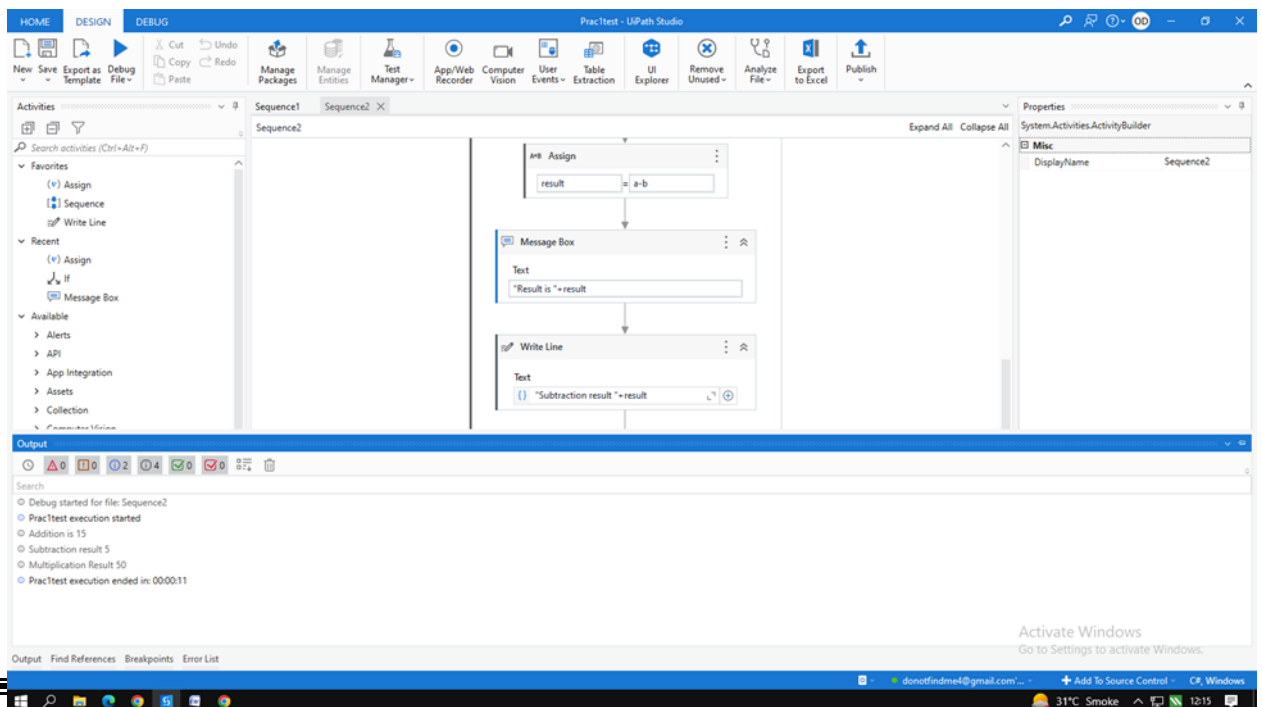 HOME DESIGN DEBUG Prac1test - UiPath Studio OD
Cut Undo
Copy Redo
Paste
New Save Export as Template Debug File
Manage Packages Manage Entities Test Manager App/Web Recorder Computer Vision User Events Table Extraction UI Explorer Remove Unused Analyze File Export to Excel Publish
Activities
Search activities (Ctrl+Alt+F)
Favorites
Assign
Sequence
Write Line
Recent
Assign
If
Message Box
Available
Alerts
API
App Integration
Assets
Collection
Computer Vision
Sequence1 Sequence2
Sequence2 Expand All Collapse All
A*B Assign
result = a-b
Message Box
Text
"Result is "+result
Write Line
Text
{} "Subtraction result "+result
Properties
System.Activities.ActivityBuilder
Misc
DisplayName Sequence2
Output
0 0 2 4 0 0
Search
Debug started for file: Sequence2
Prac1test execution started
Addition is 15
Subtraction result 5
Multiplication Result 50
Prac1test execution ended in: 00:00:11
Activate Windows
Go to Settings to activate Windows.
Output Find References Breakpoints Error List
donotfindme4@gmail.com'... Add To Source Control C#, Windows
31°C Smoke 12:15